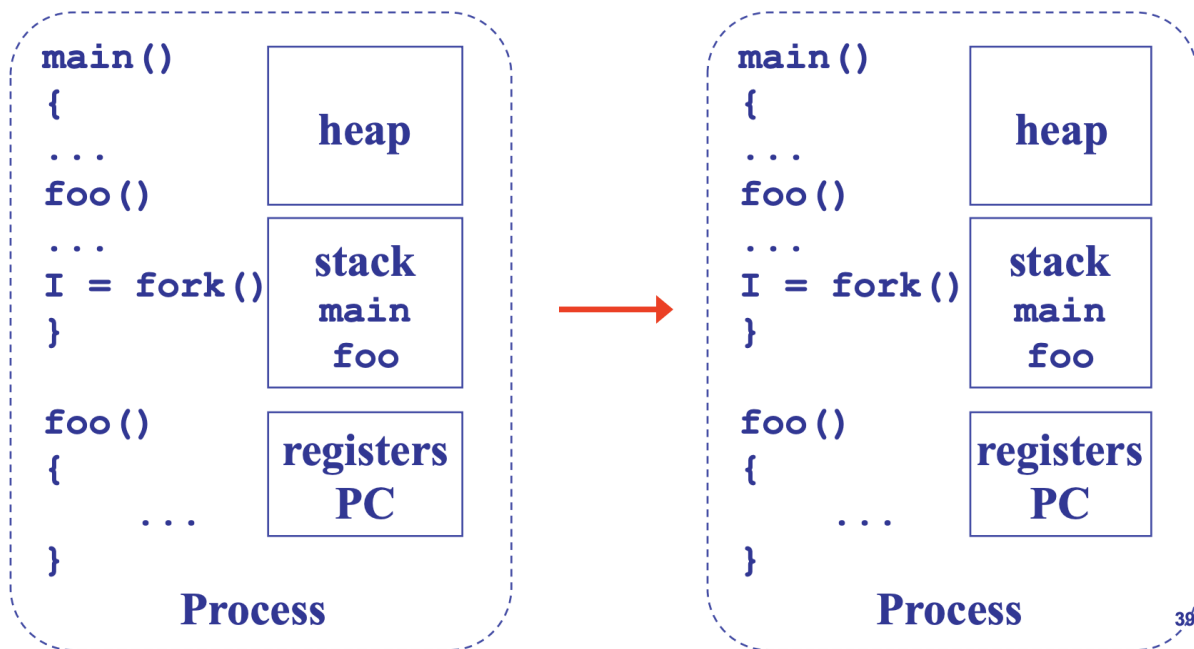 main()
{
...
foo()
...
I = fork()
}
foo()
{
...
}
heap
stack
main
foo
registers
PC
Process
main()
{
...
foo()
...
I = fork()
}
foo()
{
...
}
heap
stack
main
foo
registers
PC
Process
39